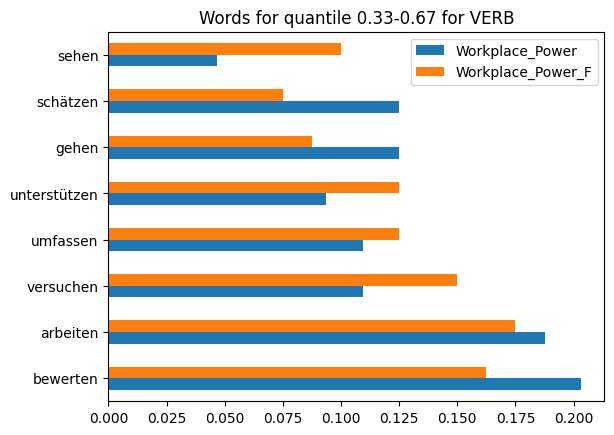 Words for quantile 0.33-0.67 for VERB
Workplace_Power
Workplace_Power_F
sehen
schätzen
gehen
unterstützen
umfassen
versuchen
arbeiten
bewerten
0.000 0.025 0.050 0.075 0.100 0.125 0.150 0.175 0.200